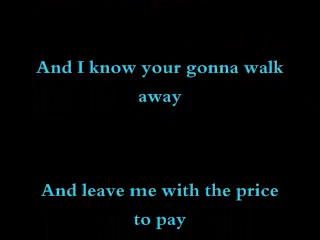 And I know your gonna walk
away
And leave me with the price
to pay